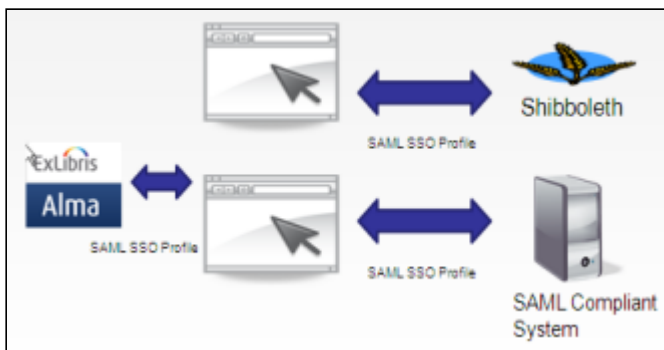 Shibboleth
SAML SSO Profile
ExLibris
Alma
SAML SSO Profile
SAML SSO Profile
SAML Compliant
System